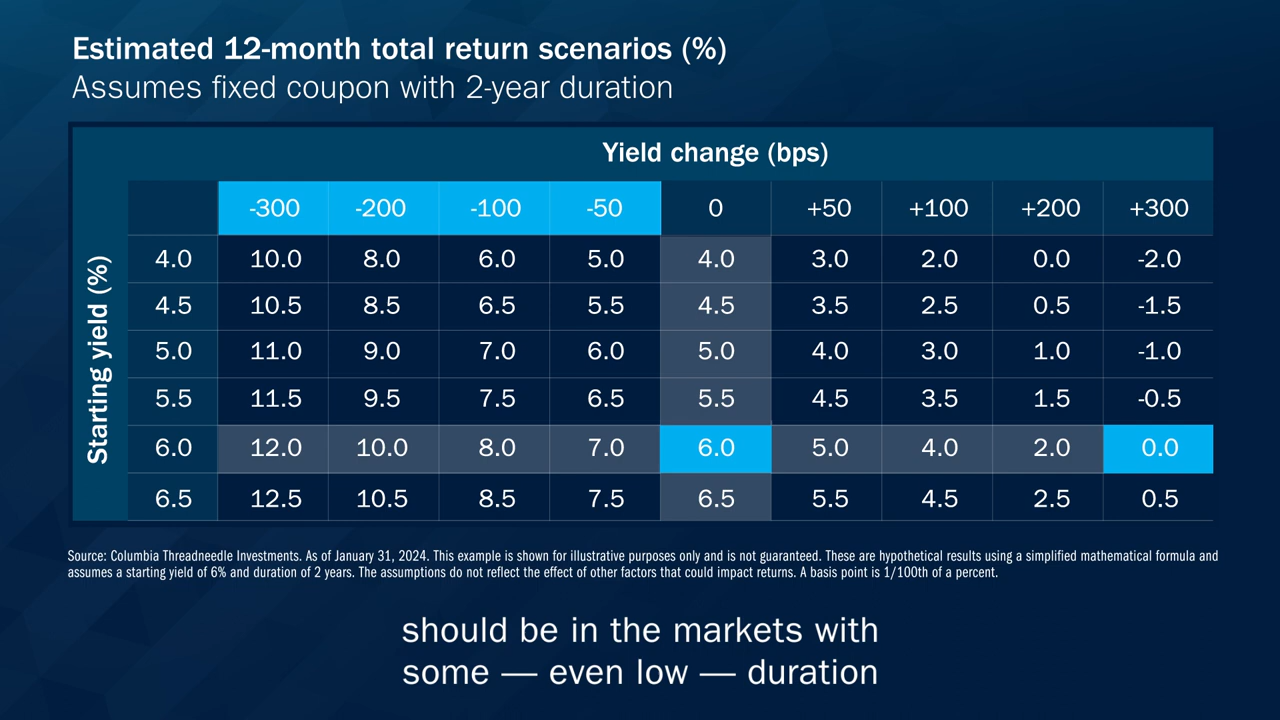 Estimated 12-month total return scenarios (%)
Assumes fixed coupon with 2-year duration
Yield change (bps)
-300 -200 -100 -50 0 +50 +100 +200 +300
Starting yield (%)
4.0 10.0 8.0 6.0 5.0 4.0 3.0 2.0 0.0 -2.0
4.5 10.5 8.5 6.5 5.5 4.5 3.5 2.5 0.5 -1.5
5.0 11.0 9.0 7.0 6.0 5.0 4.0 3.0 1.0 -1.0
5.5 11.5 9.5 7.5 6.5 5.5 4.5 3.5 1.5 -0.5
6.0 12.0 10.0 8.0 7.0 6.0 5.0 4.0 2.0 0.0
6.5 12.5 10.5 8.5 7.5 6.5 5.5 4.5 2.5 0.5
Source: Columbia Threadneedle Investments. As of January 31, 2024. This example is shown for illustrative purposes only and is not guaranteed. These are hypothetical results using a simplified mathematical formula and
assumes a starting yield of 6% and duration of 2 years. The assumptions do not reflect the effect of other factors that could impact returns. A basis point is 1/100th of a percent.
should be in the markets with
some — even low — duration